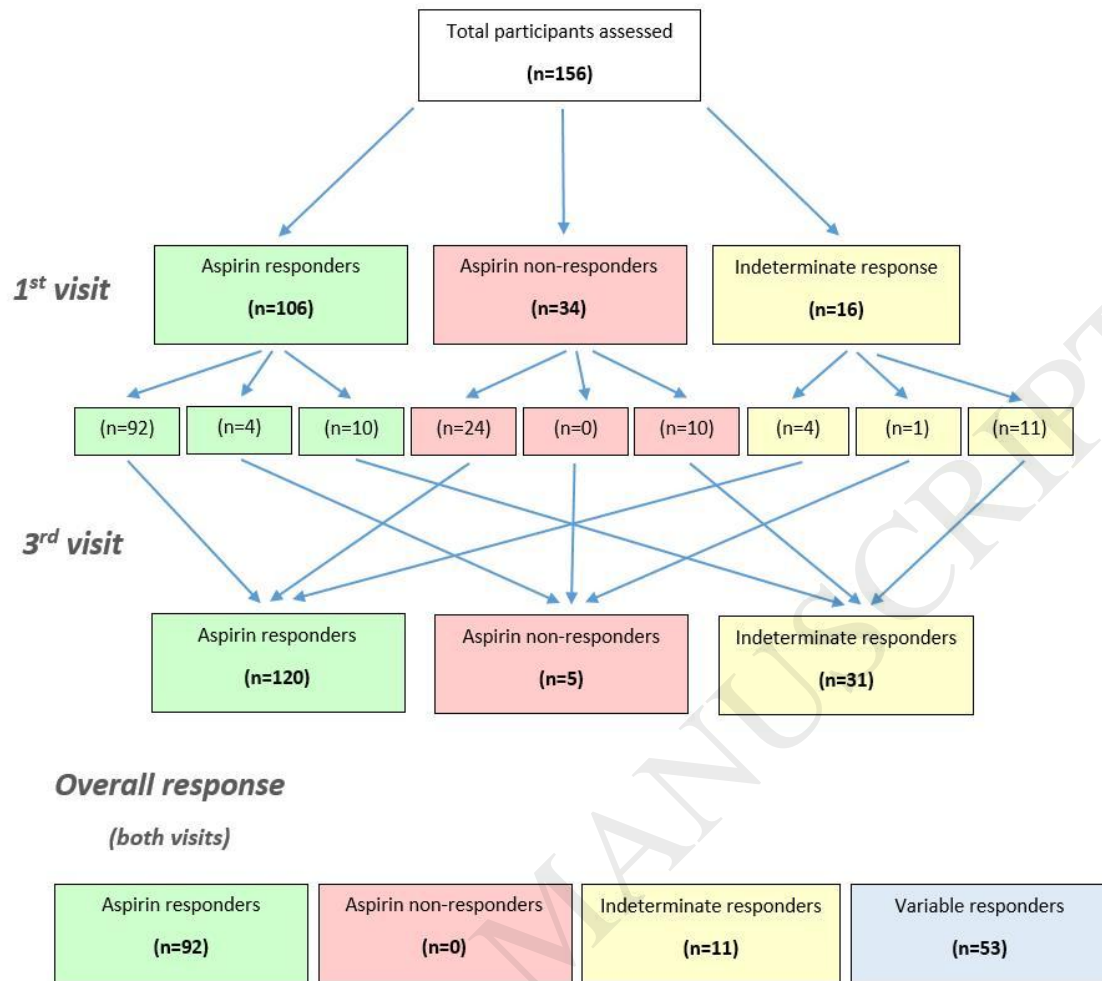 Total participants assessed
(n=156)
1st visit
Aspirin responders
(n=106)
Aspirin non-responders
(n=34)
Indeterminate response
(n=16)
(n=92)
(n=4)
(n=10)
(n=24)
(n=0)
(n=10)
(n=4)
(n=1)
(n=11)
3rd visit
Aspirin responders
(n=120)
Aspirin non-responders
(n=5)
Indeterminate responders
(n=31)
Overall response
(both visits)
Aspirin responders
(n=92)
Aspirin non-responders
(n=0)
Indeterminate responders
(n=11)
Variable responders
(n=53)
MANUSCRIPT